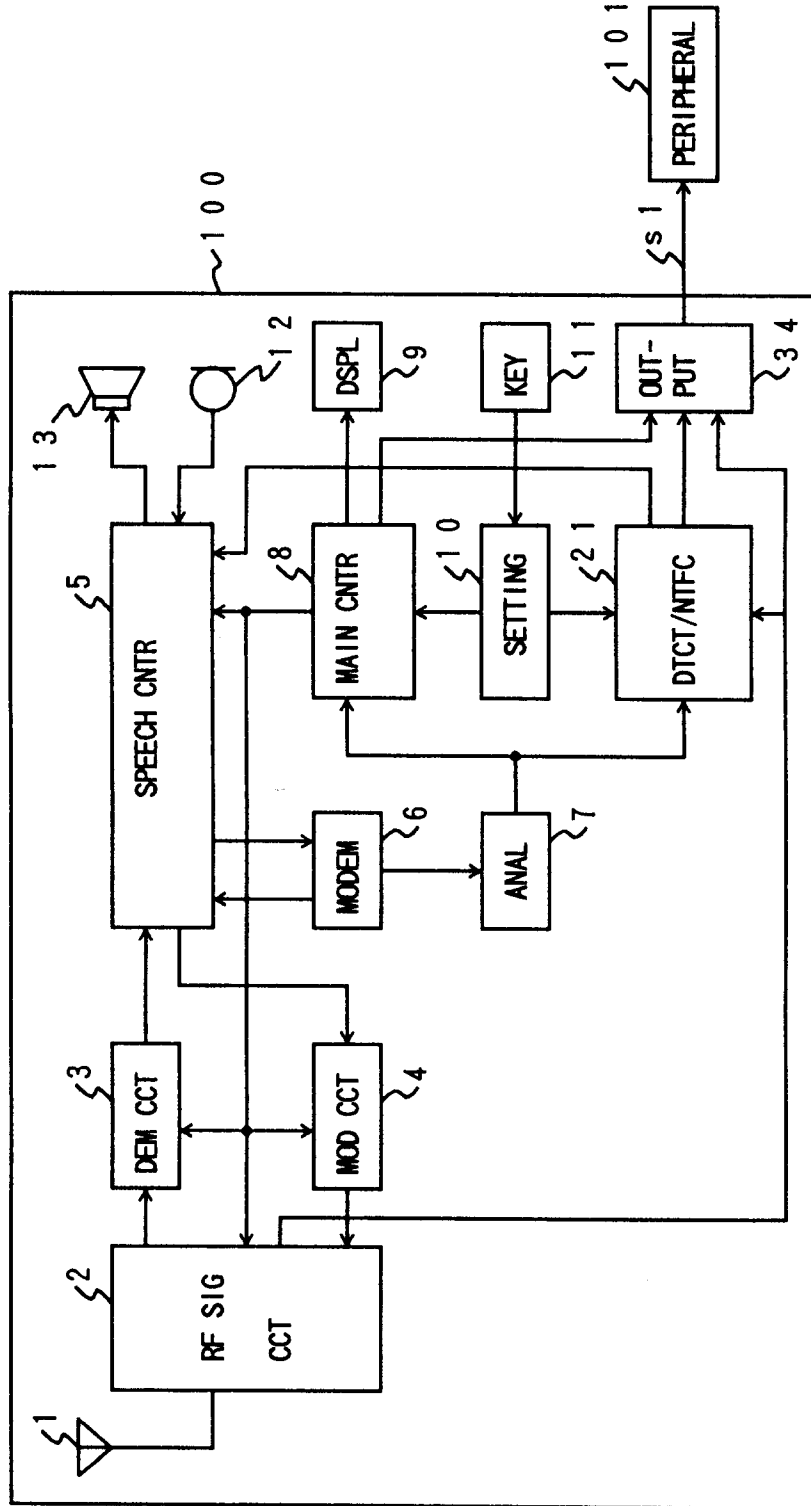 1
2
RF SIG
CCT
3
DEM CCT
MOD CCT
4
5
SPEECH CNTR
MODEM
6
ANAL
7
8
MAIN CNTR
10
SETTING
21
DTCT/NTFC
13
12
DSPL
9
KEY
11
OUT-
PUT
34
100
s1
101
PERIPHERAL